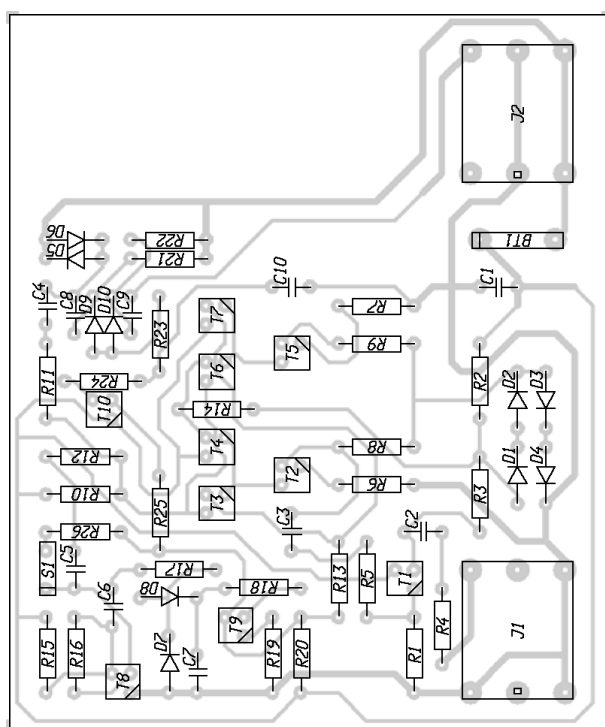 J2
D6
D5
R22
R21
BT1
C4
C8
D9
D10
C9
C10
C1
R23
T7
R7
T5
R9
R11
R24
T10
T6
R14
R2
D2
D3
T4
R8
R12
R10
R25
T3
T2
R6
R3
D1
D4
R26
C3
C2
S1
C5
R17
D8
R18
R13
R5
T1
C6
T9
R4
J1
R15
R16
T8
D7
C7
R19
R20
R1